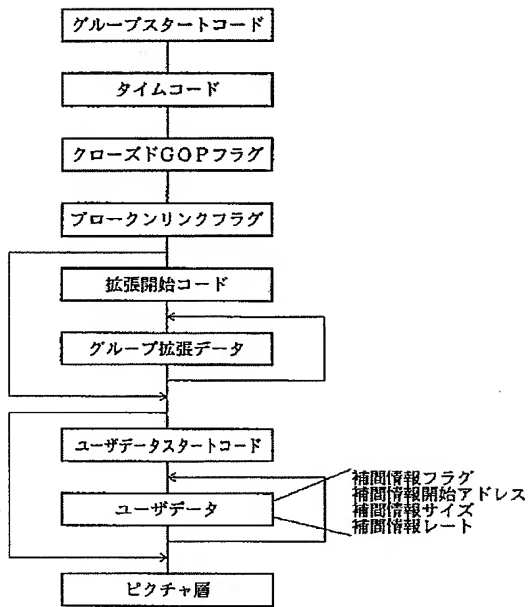 グループスタートコード
タイムコード
クローズドGOPフラグ
ブロークンリンクフラグ
拡張開始コード
グループ拡張データ
ユーザデータスタートコード
ユーザデータ
補間情報フラグ
補間情報開始アドレス
補間情報サイズ
補間情報レート
ピクチャ層